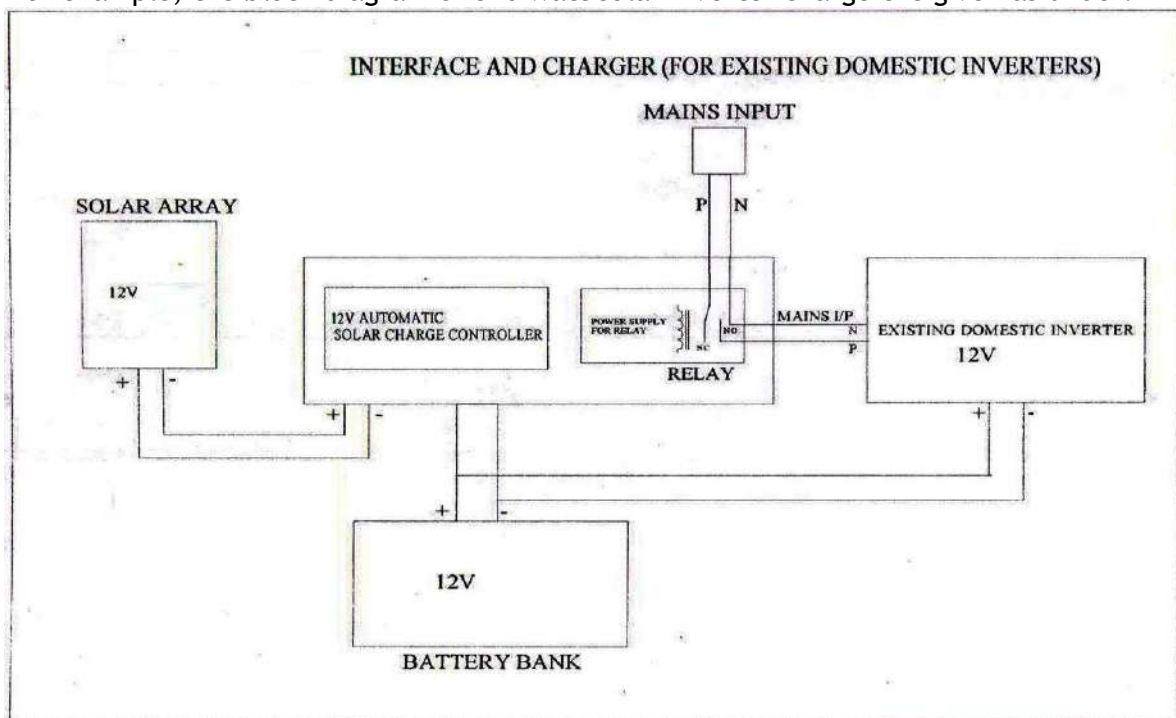 INTERFACE AND CHARGER (FOR EXISTING DOMESTIC INVERTERS)
MAINS INPUT
P N
SOLAR ARRAY
12V
+ -
12V AUTOMATIC
SOLAR CHARGE CONTROLLER
+ -
POWER SUPPLY
FOR RELAY
NC
NO
RELAY
MAINS I/P
N
P
EXISTING DOMESTIC INVERTER
12V
+ -
+ -
12V
BATTERY BANK